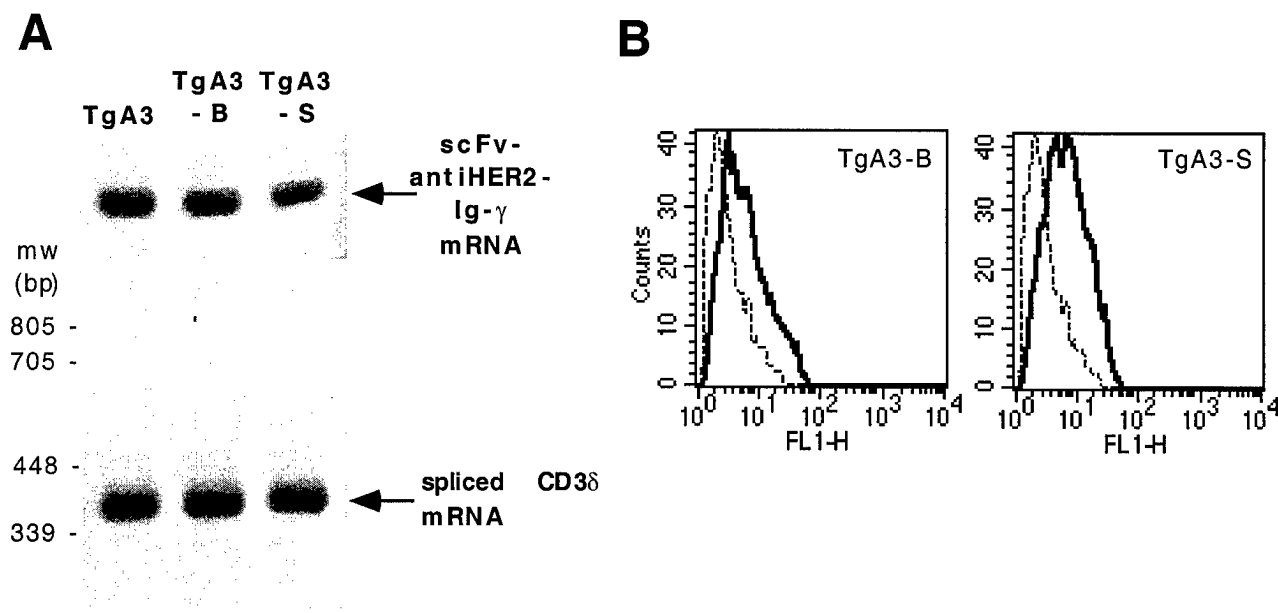 A
TgA3
TgA3
- B
TgA3
- S
scFv-
antiHER2-
Ig-γ
mRNA
mw
(bp)
805 -
705 -
448 -
339 -
spliced CD3δ
mRNA
B
TgA3-B
Counts
40
30
20
10
0
10^0 10^1 10^2 10^3 10^4
FL1-H
TgA3-S
40
30
20
10
0
10^0 10^1 10^2 10^3 10^4
FL1-H